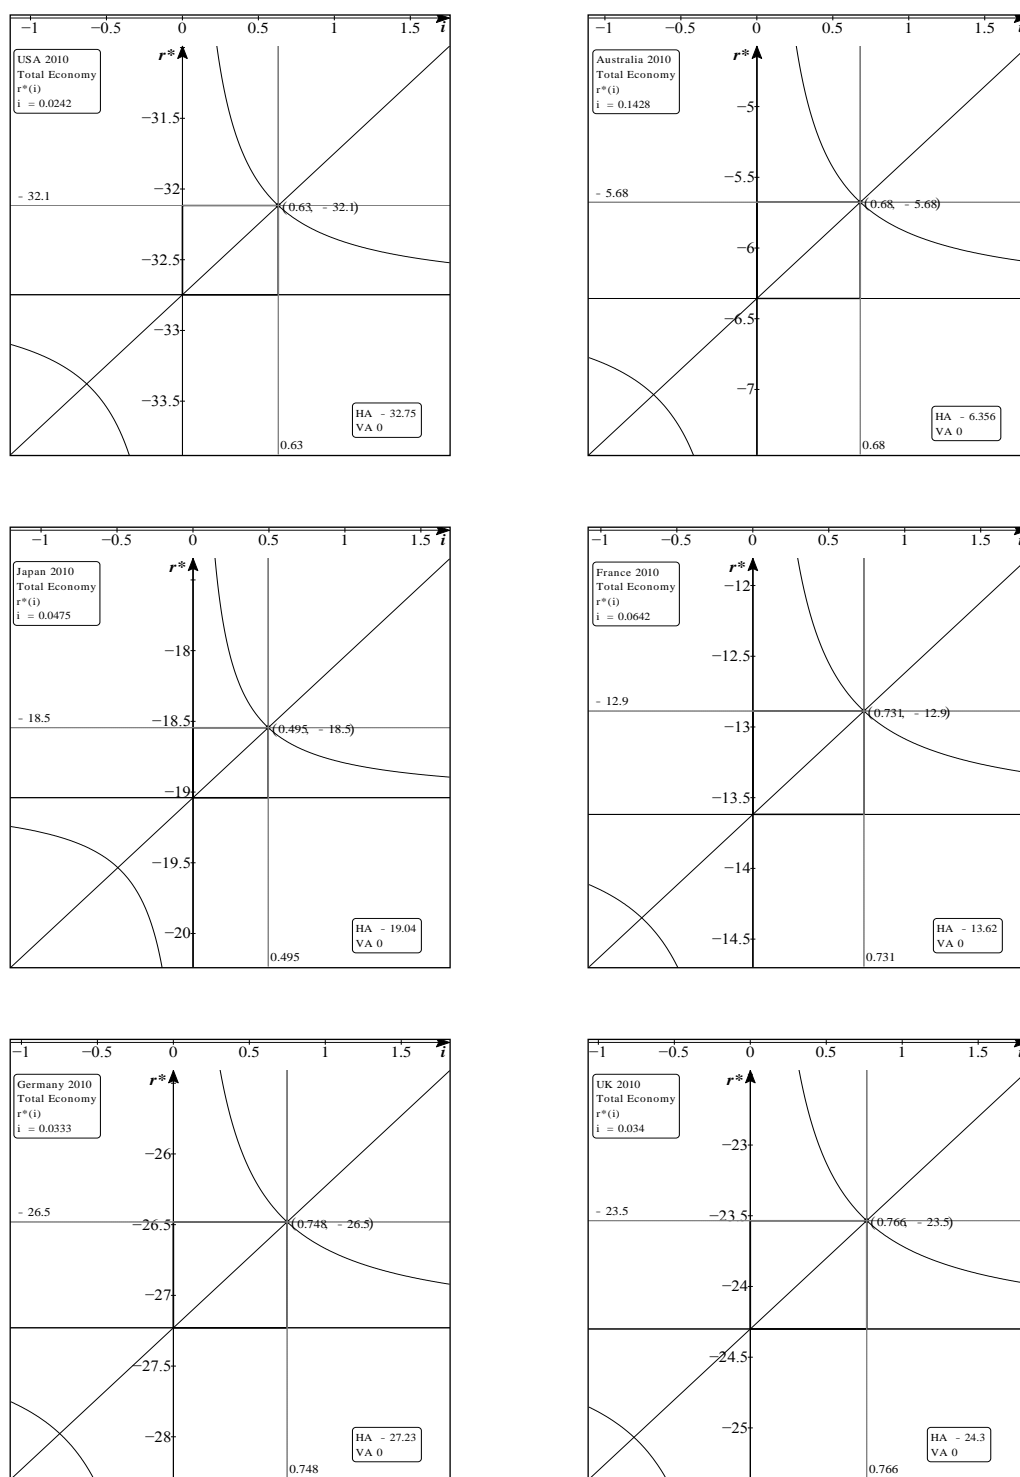 −1 −0.5 0 0.5 1 1.5 i
r*
USA 2010
Total Economy
r*(i)
i = 0.0242
−31.5
−32
- 32.1
(0.63, - 32.1)
−32.5
−33
−33.5
HA - 32.75
VA 0
0.63
−1 −0.5 0 0.5 1 1.5 i
r*
Australia 2010
Total Economy
r*(i)
i = 0.1428
−5
−5.5
- 5.68
(0.68, - 5.68)
−6
−6.5
−7
HA - 6.356
VA 0
0.68
−1 −0.5 0 0.5 1 1.5 i
r*
Japan 2010
Total Economy
r*(i)
i = 0.0475
−18
- 18.5
−18.5
(0.495, - 18.5)
−19
−19.5
−20
HA - 19.04
VA 0
0.495
−1 −0.5 0 0.5 1 1.5 i
r*
France 2010
Total Economy
r*(i)
i = 0.0642
−12
−12.5
- 12.9
(0.731, - 12.9)
−13
−13.5
−14
−14.5
HA - 13.62
VA 0
0.731
−1 −0.5 0 0.5 1 1.5 i
r*
Germany 2010
Total Economy
r*(i)
i = 0.0333
−26
- 26.5
−26.5
(0.748, - 26.5)
−27
−27.5
−28
HA - 27.23
VA 0
0.748
−1 −0.5 0 0.5 1 1.5 i
r*
UK 2010
Total Economy
r*(i)
i = 0.034
−23
- 23.5
−23.5
(0.766, - 23.5)
−24
−24.5
−25
HA - 24.3
VA 0
0.766